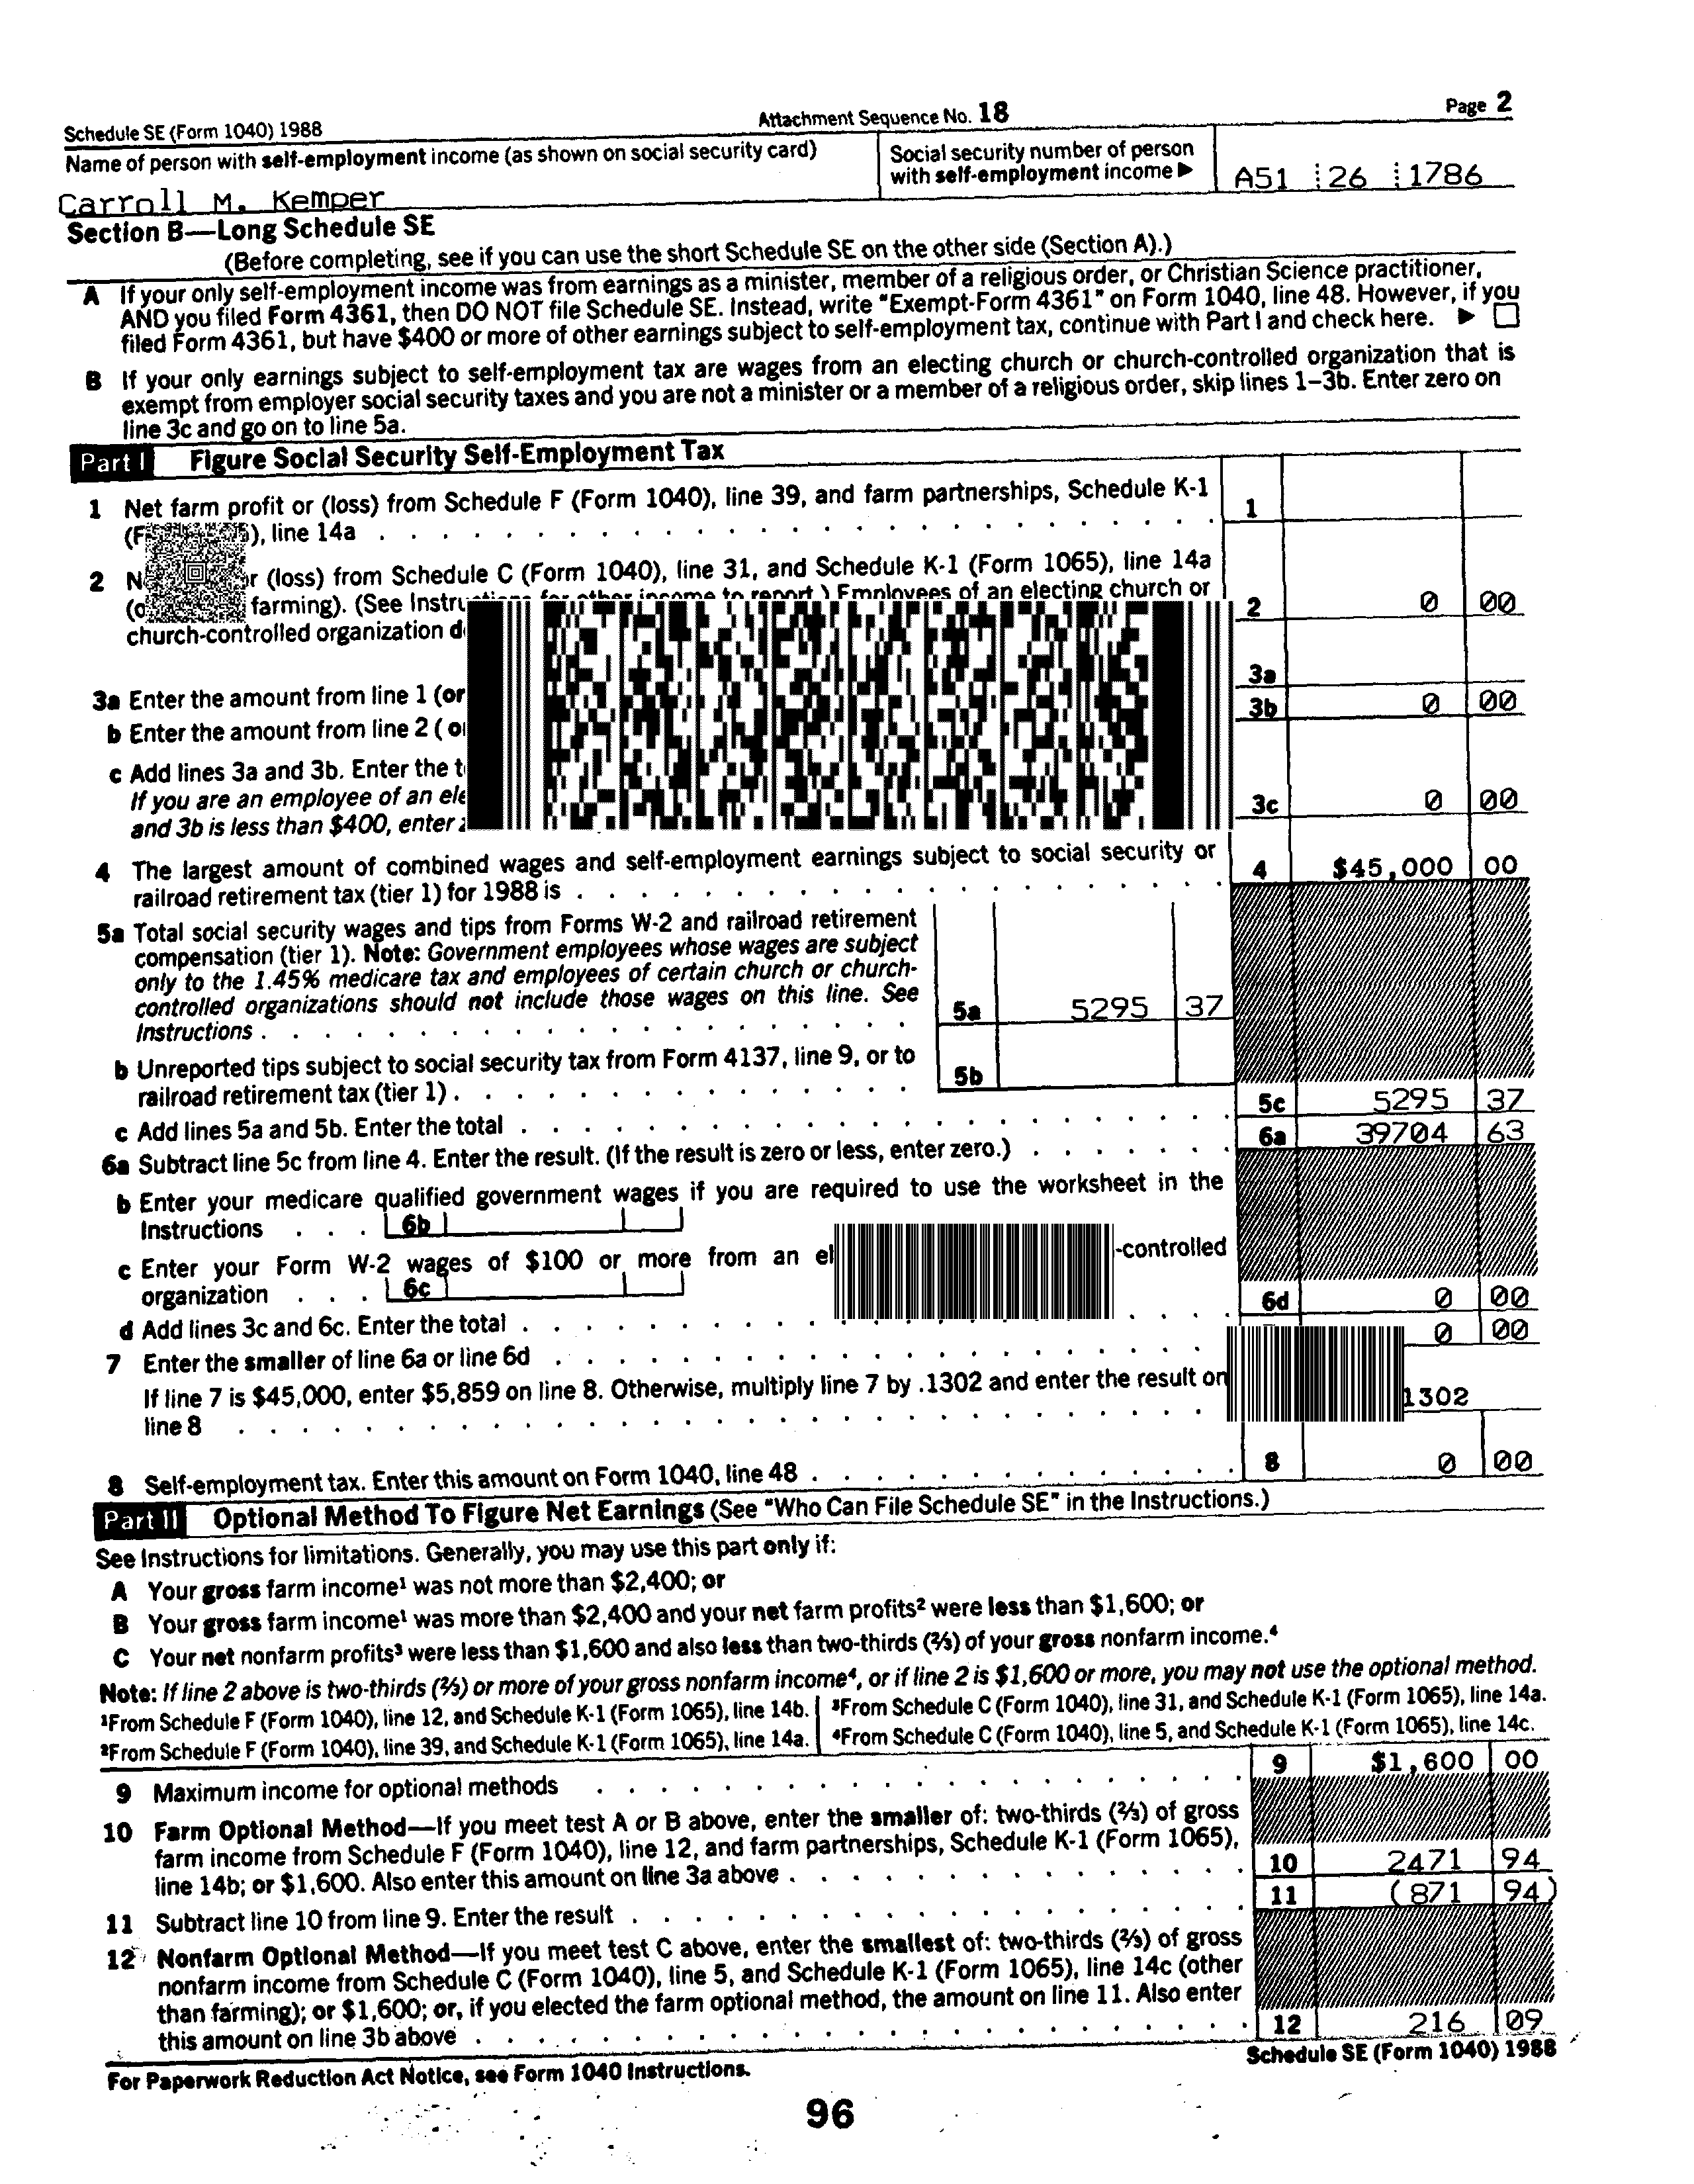 Schedule SE (Form 1040) 1988 Attachment Sequence No. 18 Page 2
Name of person with self-employment income (as shown on social security card)
Carroll M. Kemper
Social security number of person
with self-employment income ▶ A51 26 1786
Section B—Long Schedule SE
(Before completing, see if you can use the short Schedule SE on the other side (Section A).)
A If your only self-employment income was from earnings as a minister, member of a religious order, or Christian Science practitioner,
AND you filed Form 4361, then DO NOT file Schedule SE. Instead, write "Exempt-Form 4361" on Form 1040, line 48. However, if you
filed Form 4361, but have $400 or more of other earnings subject to self-employment tax, continue with Part I and check here. ▶ ☐
B If your only earnings subject to self-employment tax are wages from an electing church or church-controlled organization that is
exempt from employer social security taxes and you are not a minister or a member of a religious order, skip lines 1–3b. Enter zero on
line 3c and go on to line 5a.
Part I Figure Social Security Self-Employment Tax
1 Net farm profit or (loss) from Schedule F (Form 1040), line 39, and farm partnerships, Schedule K-1
), line 14a . . . 1
2 (loss) from Schedule C (Form 1040), line 31, and Schedule K-1 (Form 1065), line 14a
farming). (See Instructions for other income to report.) Employees of an electing church or
church-controlled organization 2 0 00
3a Enter the amount from line 1 (or 3a
b Enter the amount from line 2 ( 3b 0 00
c Add lines 3a and 3b. Enter the
If you are an employee of an
and 3b is less than $400, enter 3c 0 00
4 The largest amount of combined wages and self-employment earnings subject to social security or
railroad retirement tax (tier 1) for 1988 is . . . 4 $45,000 00
5a Total social security wages and tips from Forms W-2 and railroad retirement
compensation (tier 1). Note: Government employees whose wages are subject
only to the 1.45% medicare tax and employees of certain church or church-
controlled organizations should not include those wages on this line. See
Instructions . . . 5a 5295 37
b Unreported tips subject to social security tax from Form 4137, line 9, or to
railroad retirement tax (tier 1) . . . 5b
c Add lines 5a and 5b. Enter the total . . . 5c 5295 37
6a Subtract line 5c from line 4. Enter the result. (If the result is zero or less, enter zero.) . . . 6a 39704 63
b Enter your medicare qualified government wages if you are required to use the worksheet in the
Instructions . . . 6b
c Enter your Form W-2 wages of $100 or more from an -controlled
organization . . . 6c
d Add lines 3c and 6c. Enter the total . . . 6d 0 00
7 Enter the smaller of line 6a or line 6d . . . 0 00
If line 7 is $45,000, enter $5,859 on line 8. Otherwise, multiply line 7 by .1302 and enter the result on
line 8 . . . 1302
8 Self-employment tax. Enter this amount on Form 1040, line 48 . . . 8 0 00
Part II Optional Method To Figure Net Earnings (See "Who Can File Schedule SE" in the Instructions.)
See Instructions for limitations. Generally, you may use this part only if:
A Your gross farm income¹ was not more than $2,400; or
B Your gross farm income¹ was more than $2,400 and your net farm profits² were less than $1,600; or
C Your net nonfarm profits³ were less than $1,600 and also less than two-thirds (⅔) of your gross nonfarm income.⁴
Note: If line 2 above is two-thirds (⅔) or more of your gross nonfarm income⁴, or if line 2 is $1,600 or more, you may not use the optional method.
¹From Schedule F (Form 1040), line 12, and Schedule K-1 (Form 1065), line 14b. ³From Schedule C (Form 1040), line 31, and Schedule K-1 (Form 1065), line 14a.
²From Schedule F (Form 1040), line 39, and Schedule K-1 (Form 1065), line 14a. ⁴From Schedule C (Form 1040), line 5, and Schedule K-1 (Form 1065), line 14c.
9 Maximum income for optional methods . . . 9 $1,600 00
10 Farm Optional Method—If you meet test A or B above, enter the smaller of: two-thirds (⅔) of gross
farm income from Schedule F (Form 1040), line 12, and farm partnerships, Schedule K-1 (Form 1065),
line 14b; or $1,600. Also enter this amount on line 3a above . . . 10 2471 94
11 Subtract line 10 from line 9. Enter the result . . . 11 (871 94)
12 Nonfarm Optional Method—If you meet test C above, enter the smallest of: two-thirds (⅔) of gross
nonfarm income from Schedule C (Form 1040), line 5, and Schedule K-1 (Form 1065), line 14c (other
than farming); or $1,600; or, if you elected the farm optional method, the amount on line 11. Also enter
this amount on line 3b above . . . 12 216 09
For Paperwork Reduction Act Notice, see Form 1040 Instructions. Schedule SE (Form 1040) 1988
96